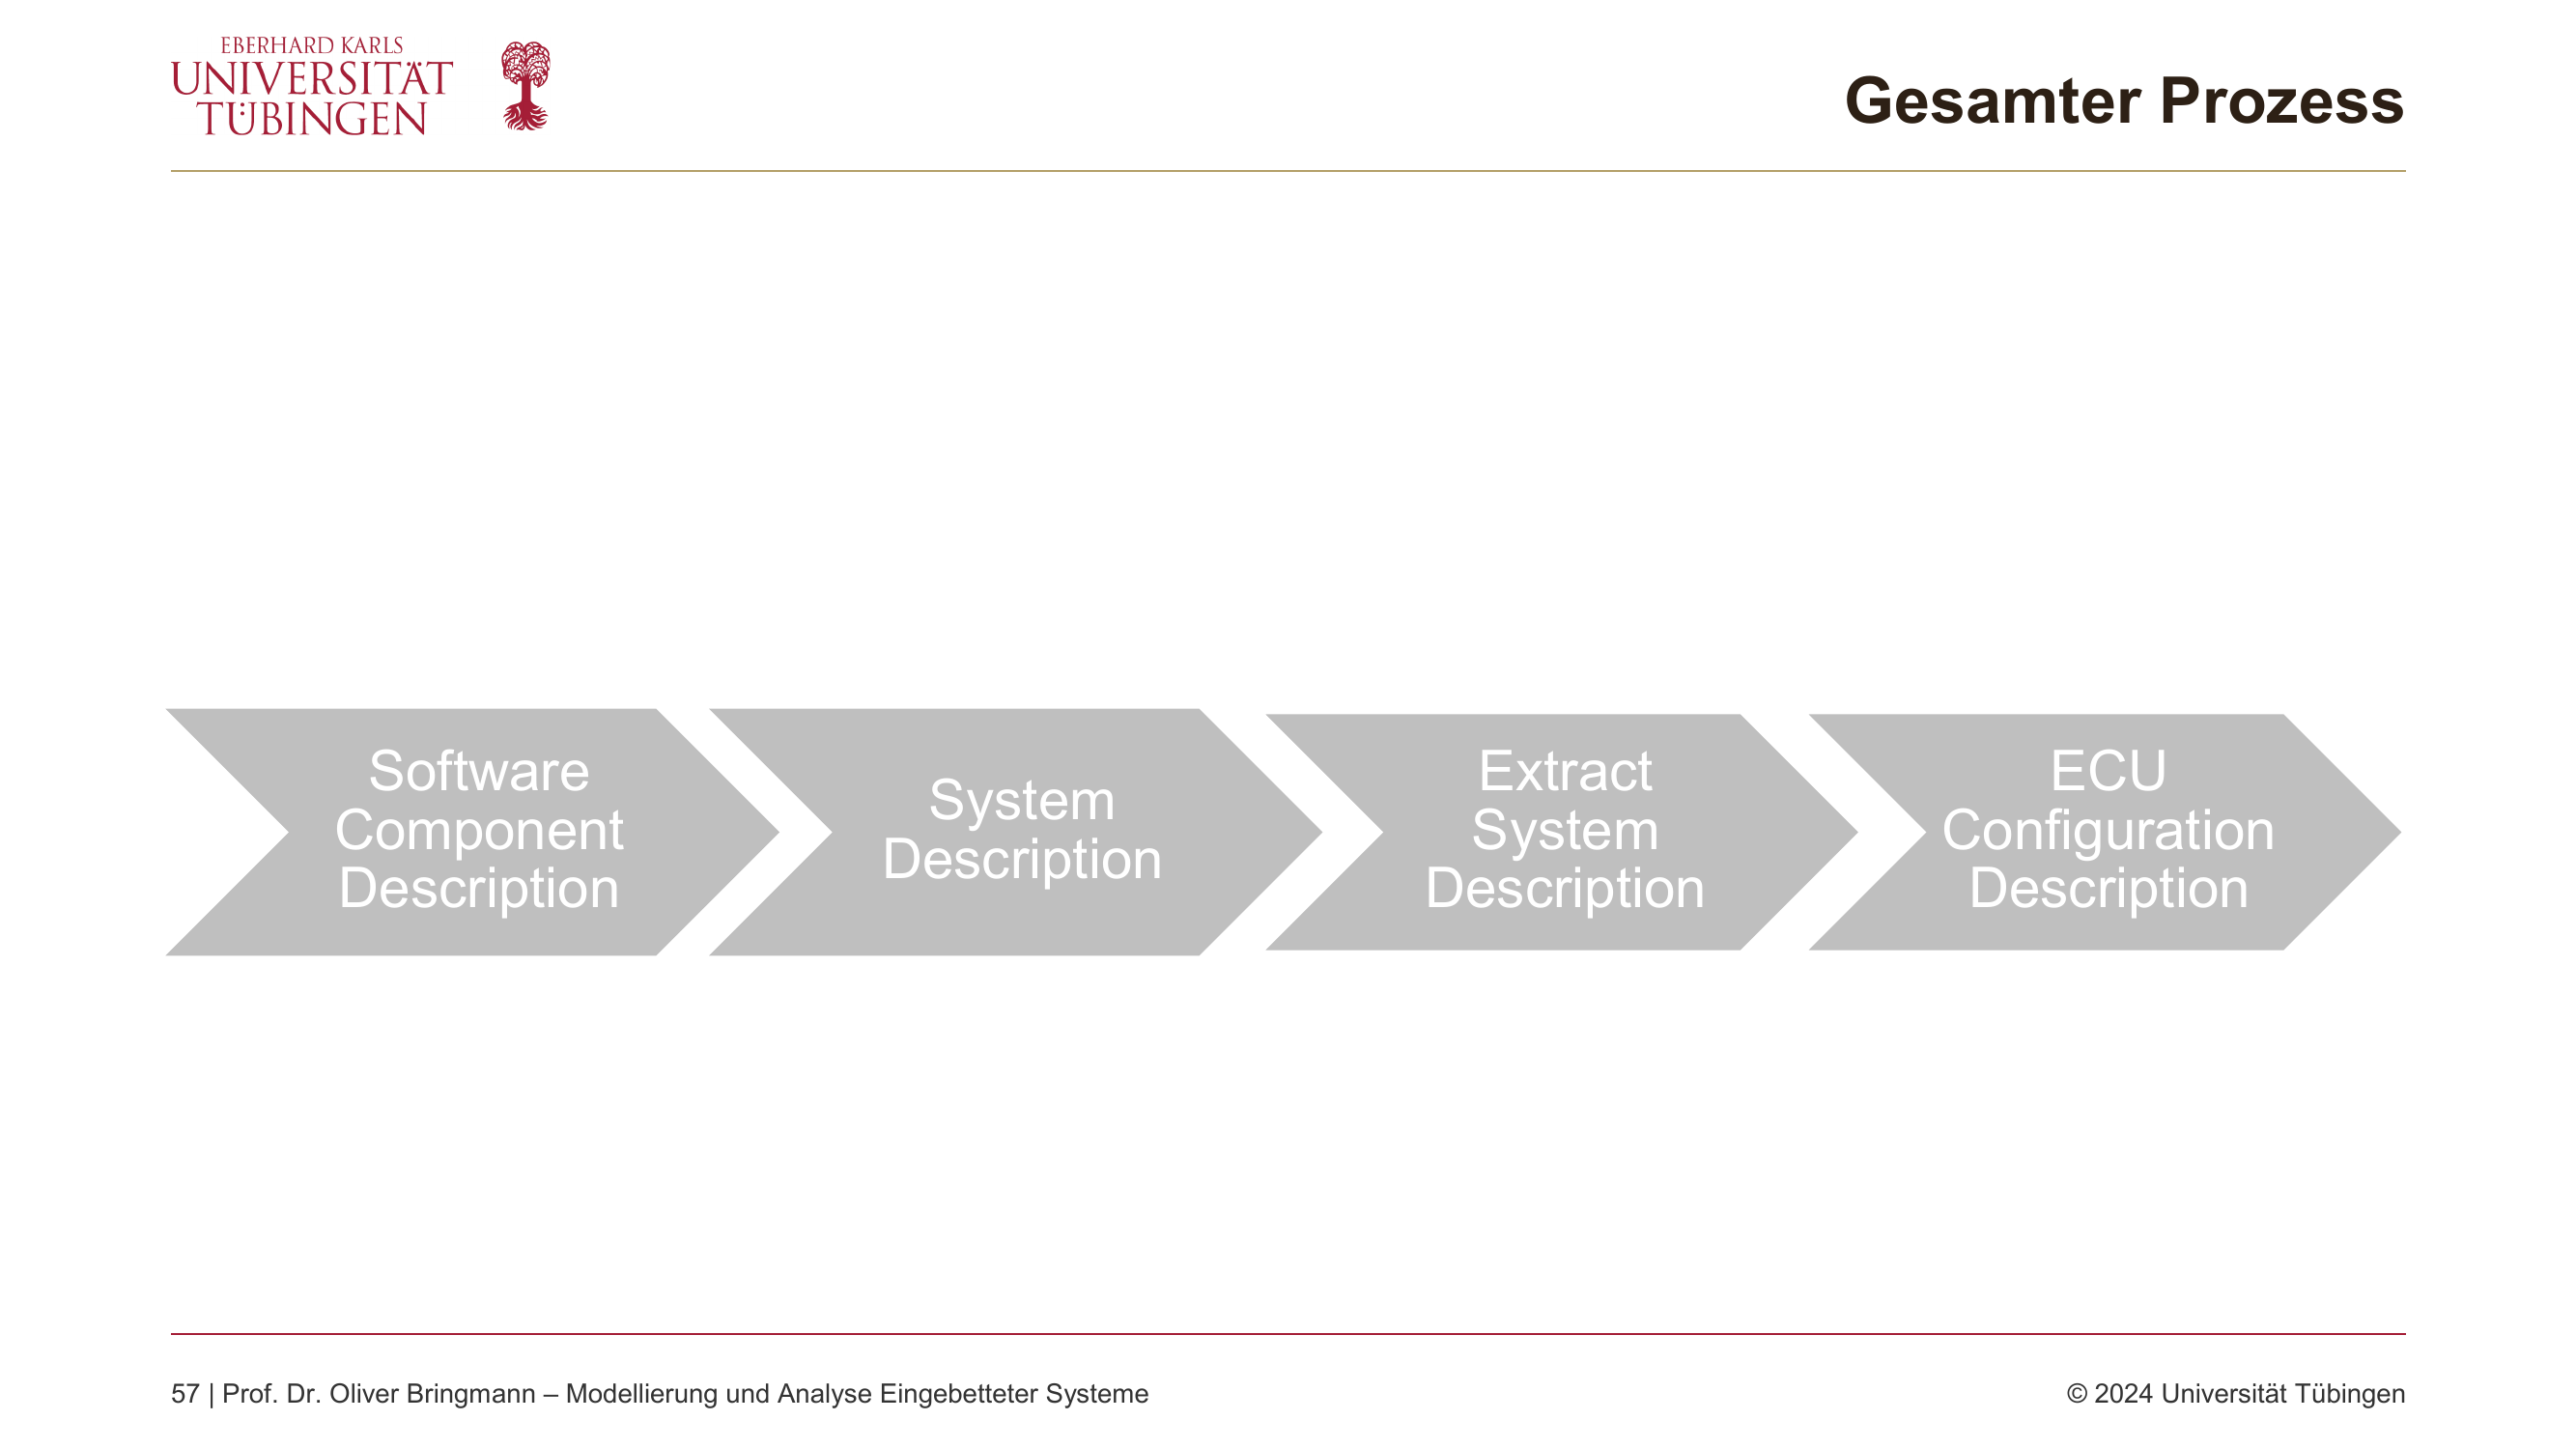 EBERHARD KARLS
UNIVERSITÄT
TÜBINGEN
Gesamter Prozess
Software
Component
Description
System
Description
Extract
System
Description
ECU
Configuration
Description
57 | Prof. Dr. Oliver Bringmann – Modellierung und Analyse Eingebetteter Systeme
© 2024 Universität Tübingen